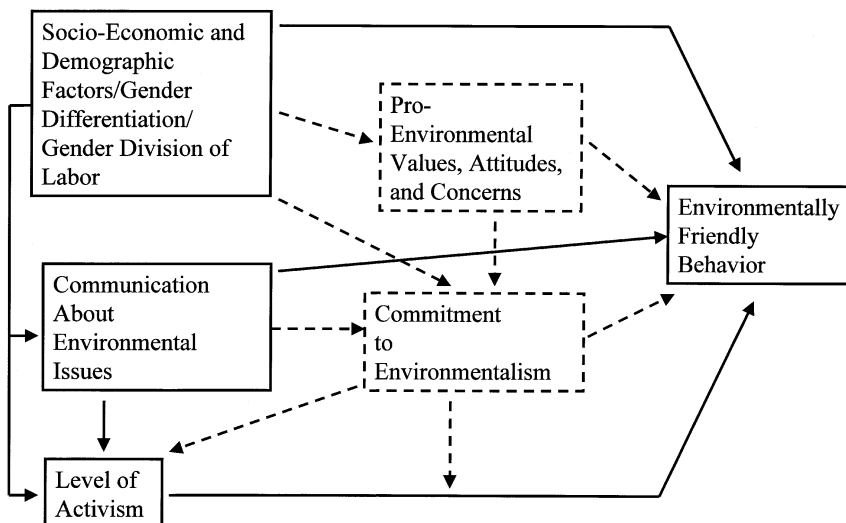 Socio-Economic and
Demographic
Factors/Gender
Differentiation/
Gender Division of
Labor
Pro-
Environmental
Values, Attitudes,
and Concerns
Environmentally
Friendly
Behavior
Communication
About
Environmental
Issues
Commitment
to
Environmentalism
Level of
Activism